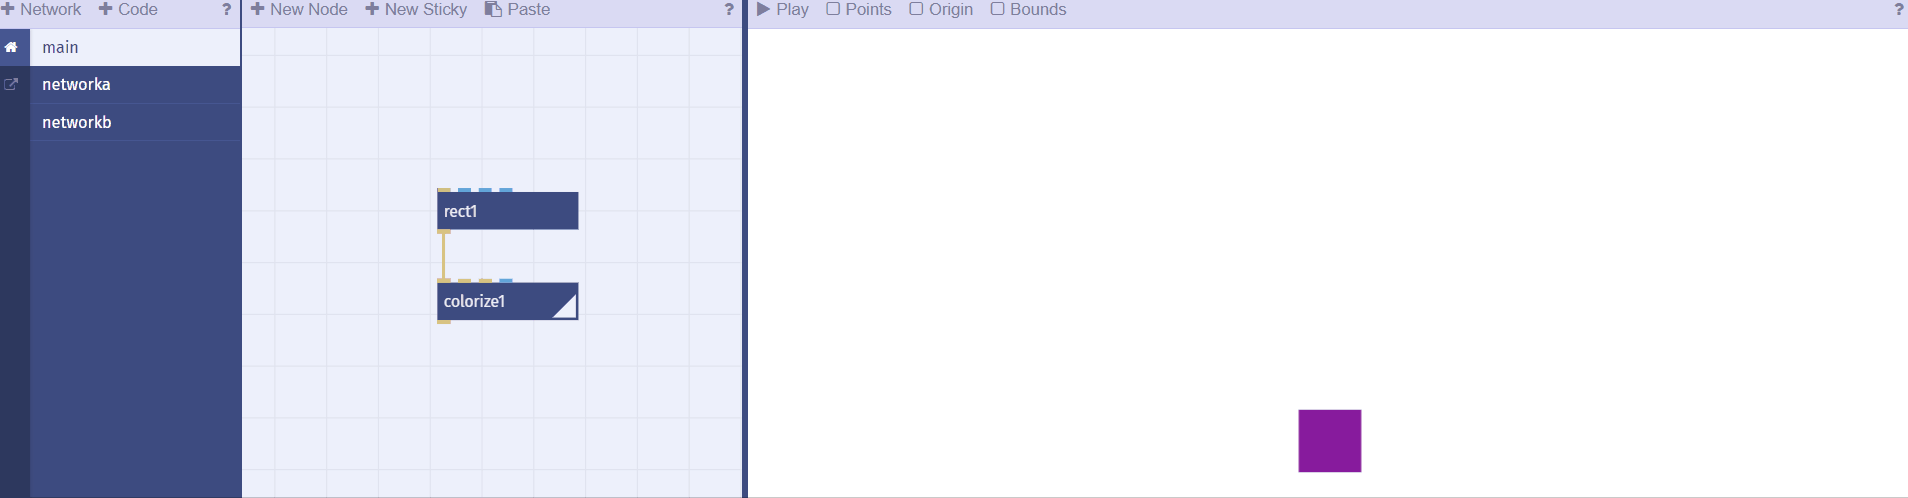 Network Code ?
New Node New Sticky Paste ?
Play Points Origin Bounds ?
main
networka
networkb
rect1
colorize1